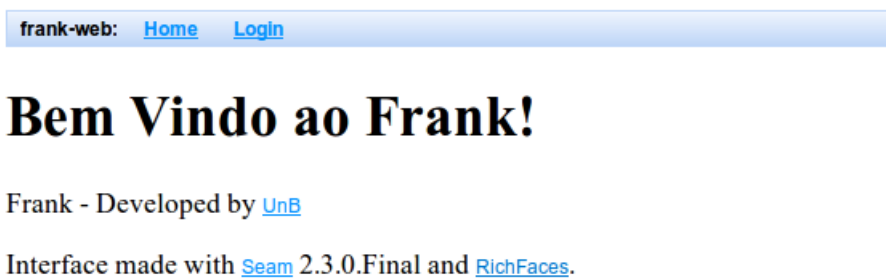 frank-web: Home Login
Bem Vindo ao Frank!
Frank - Developed by UnB
Interface made with Seam 2.3.0.Final and RichFaces.